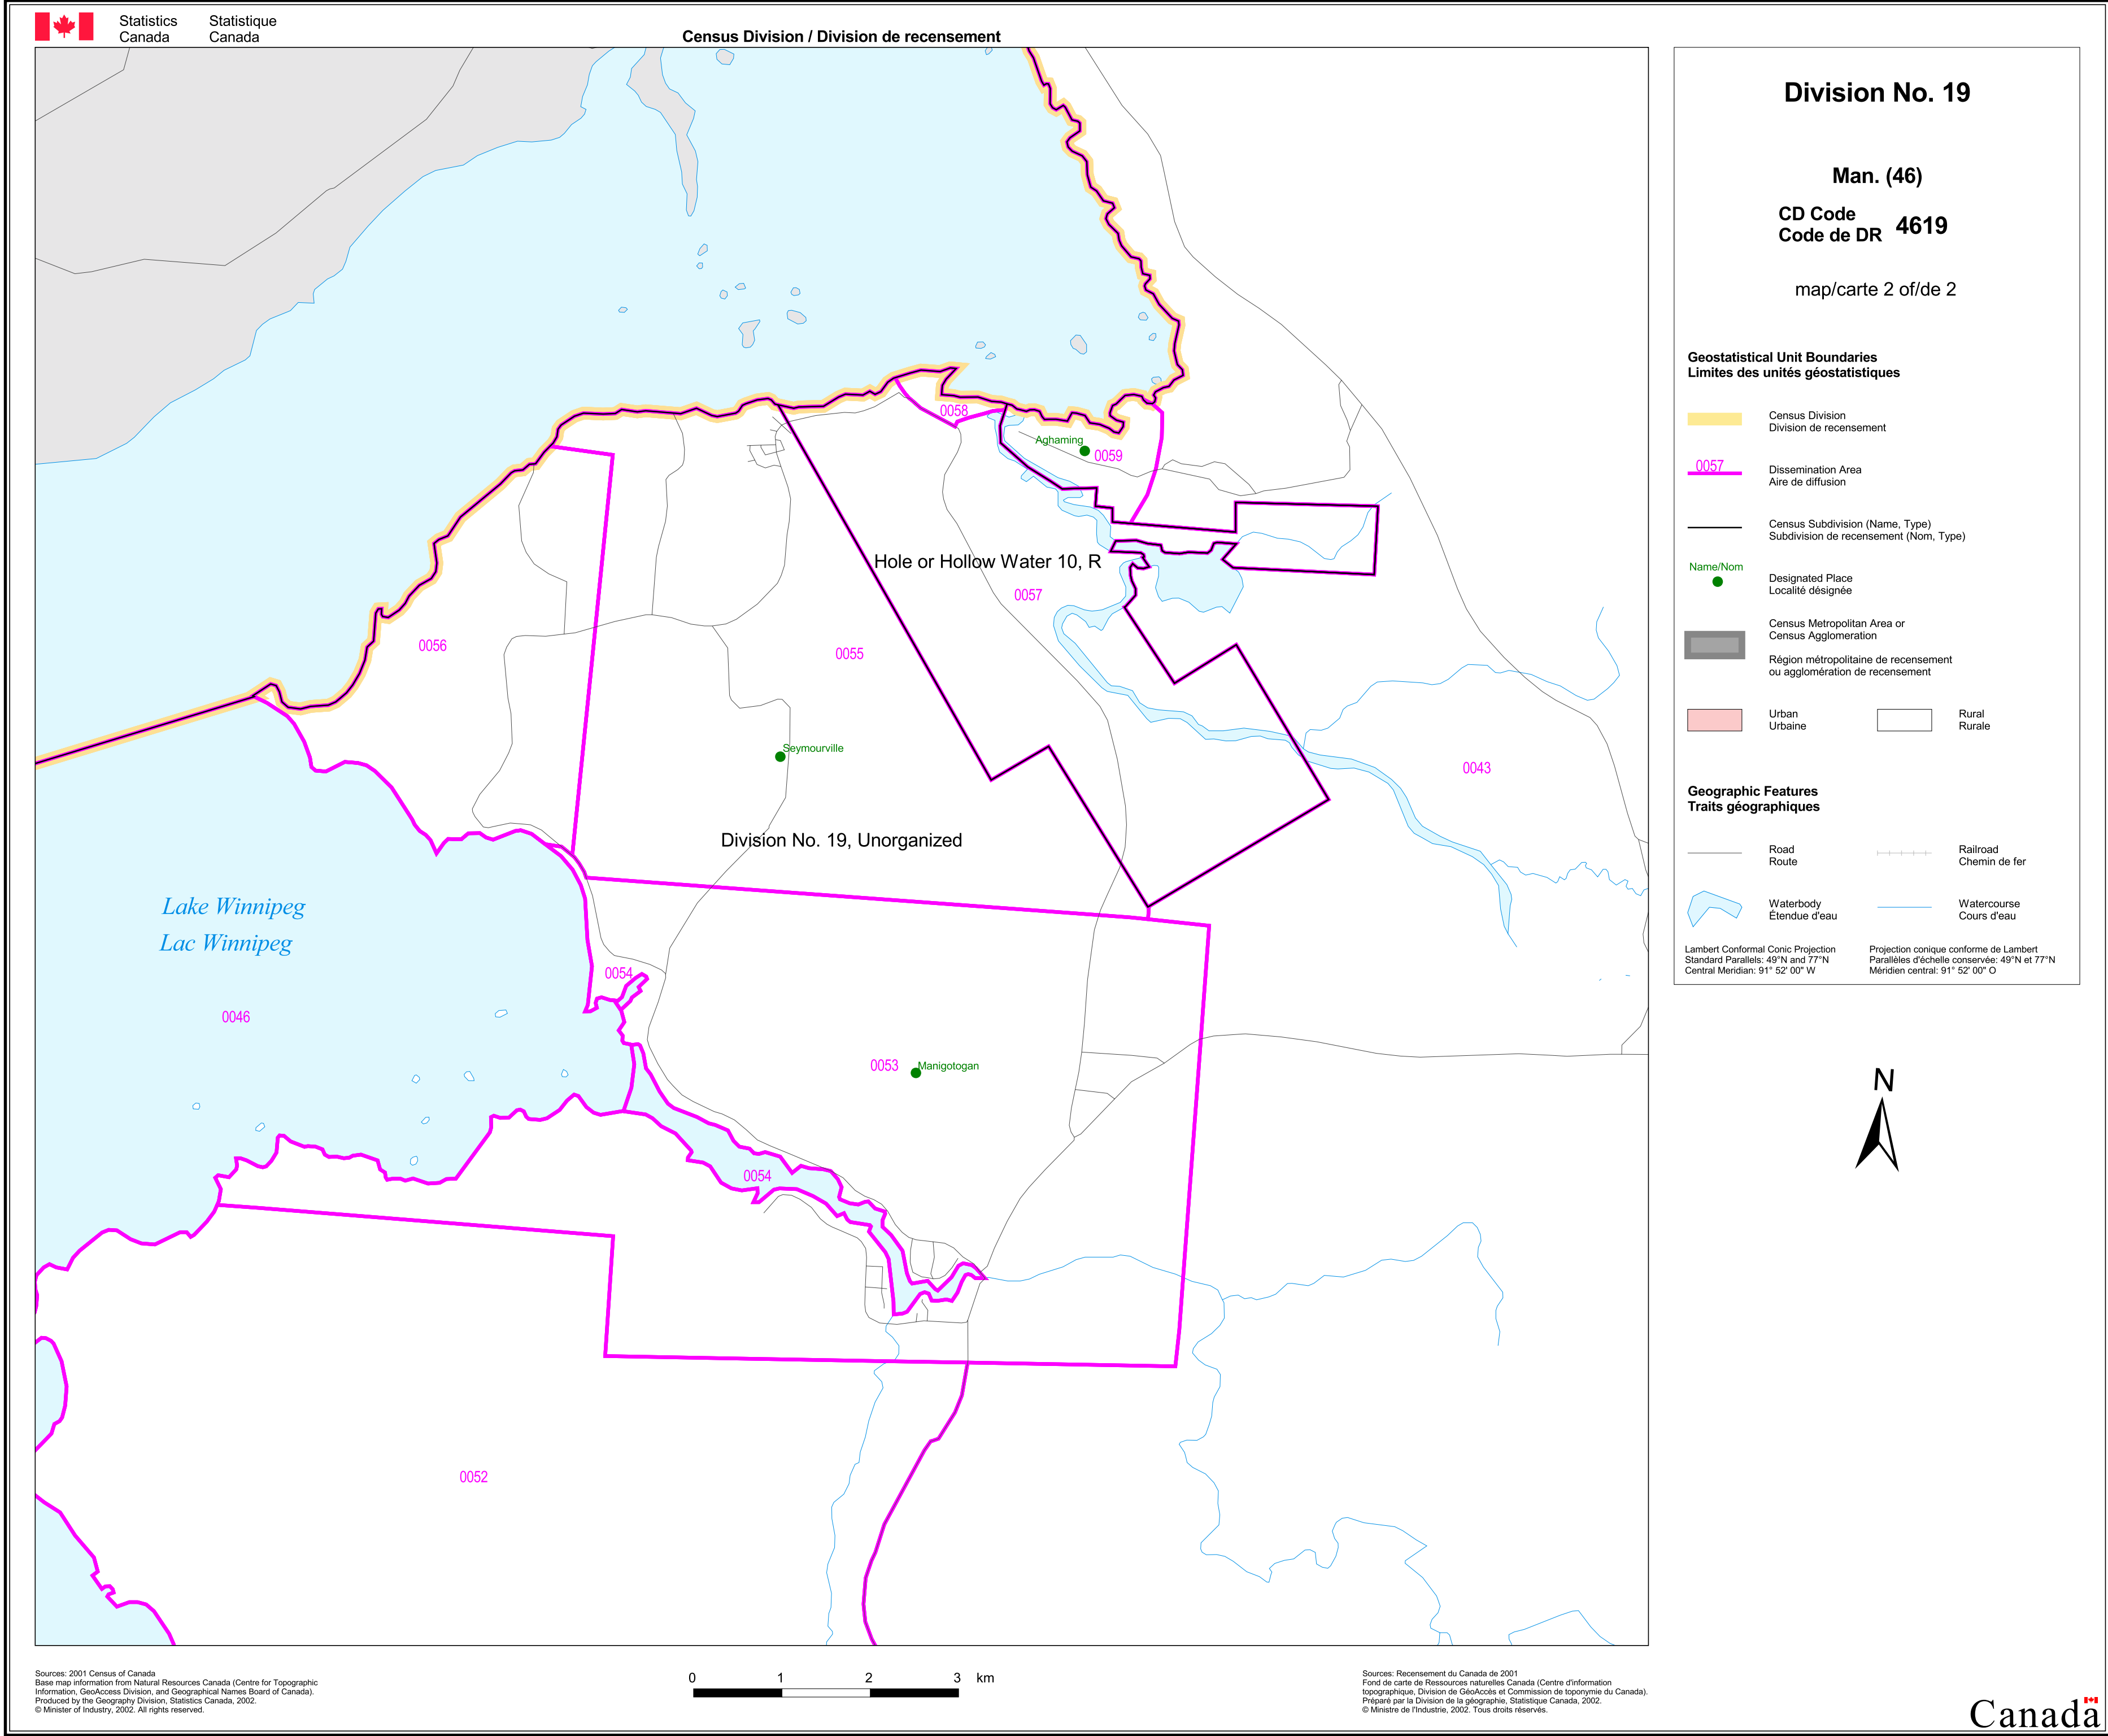 Statistics Statistique
Canada Canada
Census Division / Division de recensement
Division No. 19
Man. (46)
CD Code
Code de DR 4619
map/carte 2 of/de 2
Geostatistical Unit Boundaries
Limites des unités géostatistiques
Census Division
Division de recensement
0057
Dissemination Area
Aire de diffusion
Census Subdivision (Name, Type)
Subdivision de recensement (Nom, Type)
Name/Nom
Designated Place
Localité désignée
Census Metropolitan Area or
Census Agglomeration
Région métropolitaine de recensement
ou agglomération de recensement
Urban
Urbaine
Rural
Rurale
Geographic Features
Traits géographiques
Road
Route
Railroad
Chemin de fer
Waterbody
Étendue d'eau
Watercourse
Cours d'eau
Lambert Conformal Conic Projection
Standard Parallels: 49°N and 77°N
Central Meridian: 91° 52' 00" W
Projection conique conforme de Lambert
Parallèles d'échelle conservée: 49°N et 77°N
Méridien central: 91° 52' 00" O
N
0058
Aghaming
0059
Hole or Hollow Water 10, R
0057
0056
0055
Seymourville
0043
Division No. 19, Unorganized
Lake Winnipeg
Lac Winnipeg
0054
0046
0053
Manigotogan
0054
0052
Sources: 2001 Census of Canada
Base map information from Natural Resources Canada (Centre for Topographic
Information, GeoAccess Division, and Geographical Names Board of Canada).
Produced by the Geography Division, Statistics Canada, 2002.
© Minister of Industry, 2002. All rights reserved.
0 1 2 3 km
Sources: Recensement du Canada de 2001
Fond de carte de Ressources naturelles Canada (Centre d'information
topographique, Division de GéoAccès et Commission de toponymie du Canada).
Préparé par la Division de la géographie, Statistique Canada, 2002.
© Ministre de l'Industrie, 2002. Tous droits réservés.
Canada